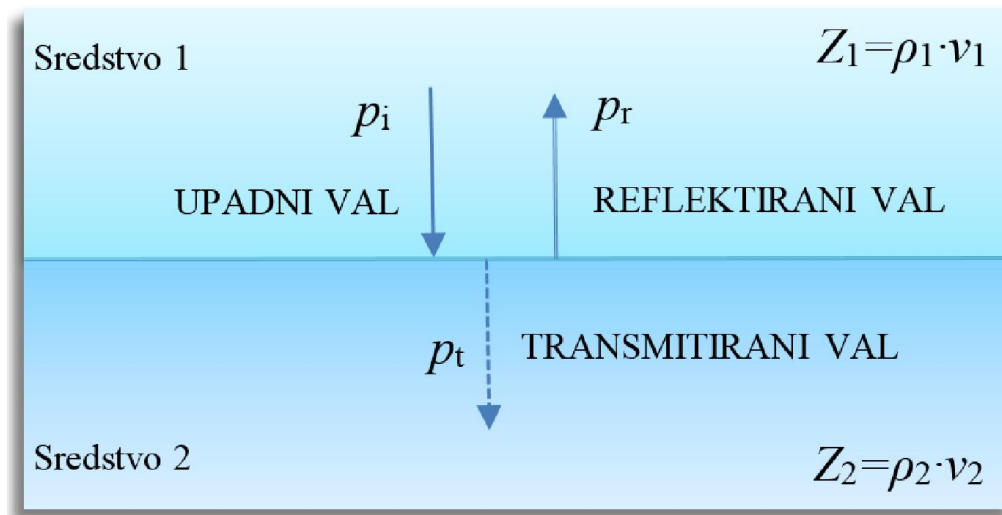 Sredstvo 1
Z₁=ρ₁·v₁
pᵢ
pᵣ
UPADNI VAL
REFLEKTIRANI VAL
pₜ
TRANSMITIRANI VAL
Sredstvo 2
Z₂=ρ₂·v₂